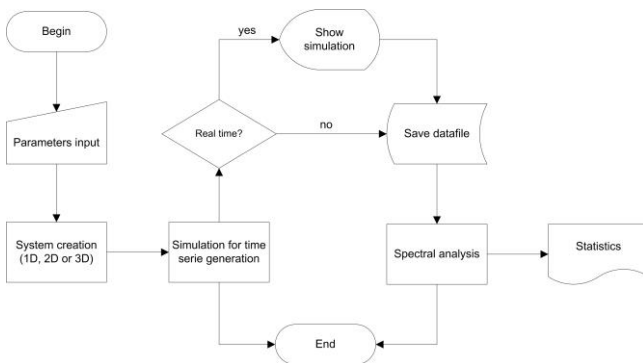 Begin
yes
Show
simulation
Parameters input
Real time?
no
Save datafile
System creation
(1D, 2D or 3D)
Simulation for time
serie generation
Spectral analysis
Statistics
End